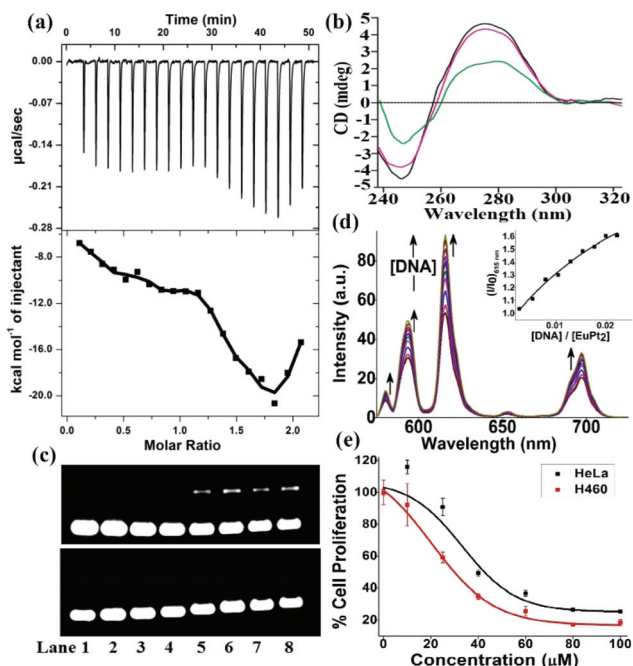 (a)
Time (min)
0 10 20 30 40 50
0.00
-0.07
-0.14
-0.21
-0.28
µcal/sec
-8.0
-12.0
-16.0
-20.0
kcal mol⁻¹ of injectant
0.0 0.5 1.0 1.5 2.0
Molar Ratio
(b)
5
4
3
2
1
0
-1
-2
-3
-4
-5
CD (mdeg)
240 260 280 300 320
Wavelength (nm)
(c)
Lane 1 2 3 4 5 6 7 8
(d)
[DNA]
80
40
0
Intensity (a.u.)
600 650 700
Wavelength (nm)
1.6
1.5
1.4
1.3
1.2
1.1
1.0
(I/I0)615 nm
0.01 0.02
[DNA] / [EuPt2]
(e)
120
100
80
60
40
20
% Cell Proliferation
HeLa
H460
0 20 40 60 80 100
Concentration (µM)